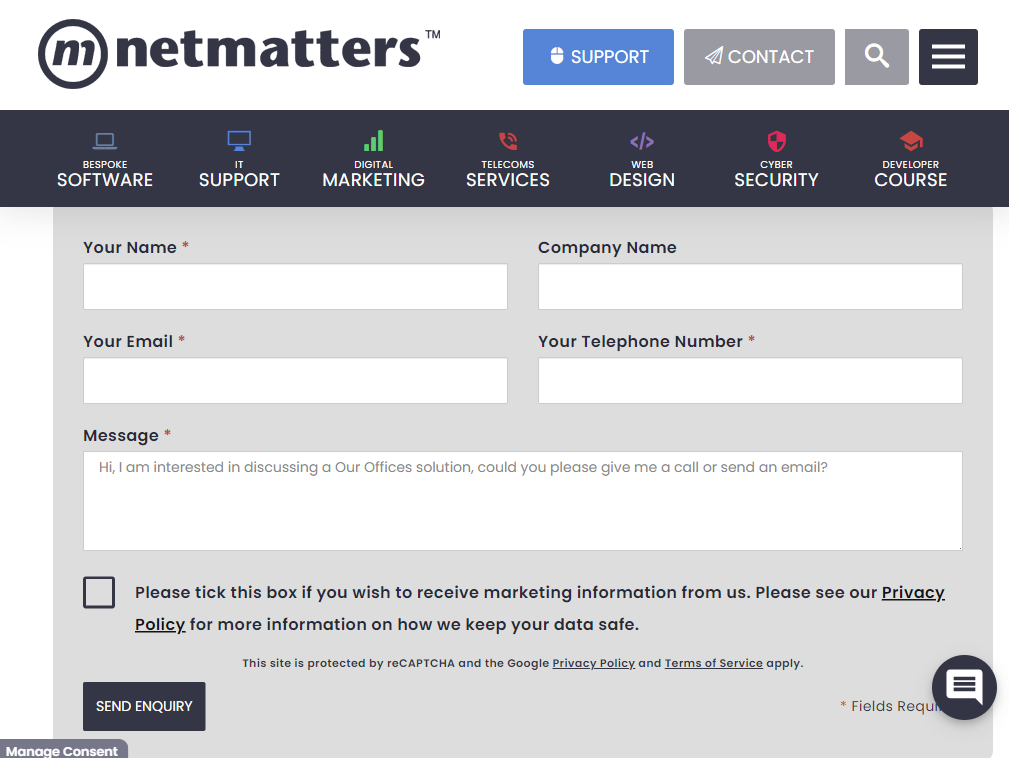 netmatters™
SUPPORT
CONTACT
BESPOKE
SOFTWARE
IT
SUPPORT
DIGITAL
MARKETING
TELECOMS
SERVICES
WEB
DESIGN
CYBER
SECURITY
DEVELOPER
COURSE
Your Name *
Company Name
Your Email *
Your Telephone Number *
Message *
Hi, I am interested in discussing a Our Offices solution, could you please give me a call or send an email?
Please tick this box if you wish to receive marketing information from us. Please see our Privacy
Policy for more information on how we keep your data safe.
This site is protected by reCAPTCHA and the Google Privacy Policy and Terms of Service apply.
SEND ENQUIRY
* Fields
Manage Consent